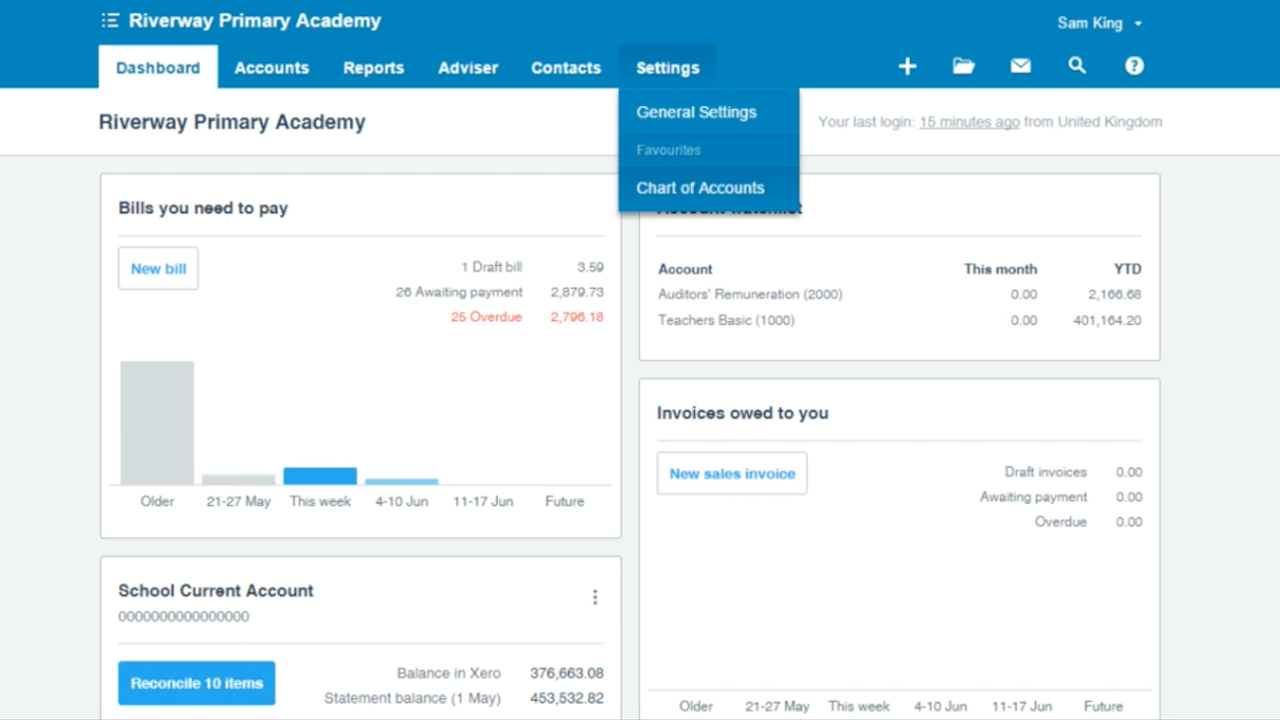 Riverway Primary Academy
Sam King
Dashboard Accounts Reports Adviser Contacts Settings
General Settings
Favourites
Chart of Accounts
Riverway Primary Academy
Your last login: 15 minutes ago from United Kingdom
Bills you need to pay
New bill
1 Draft bill 3.59
26 Awaiting payment 2,879.73
25 Overdue 2,796.18
Older 21-27 May This week 4-10 Jun 11-17 Jun Future
School Current Account
0000000000000000
Reconcile 10 items
Balance in Xero 376,663.08
Statement balance (1 May) 453,532.82
Account This month YTD
Auditors' Remuneration (2000) 0.00 2,166.68
Teachers Basic (1000) 0.00 401,164.20
Invoices owed to you
New sales invoice
Draft invoices 0.00
Awaiting payment 0.00
Overdue 0.00
Older 21-27 May This week 4-10 Jun 11-17 Jun Future